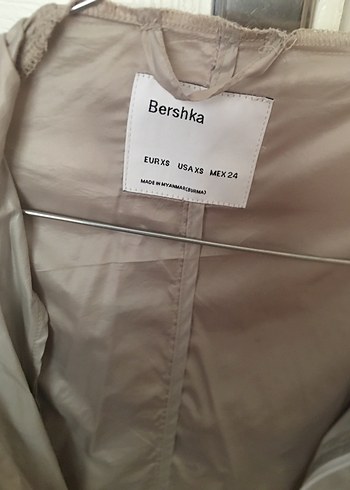 Bershka
EUR XS USA XS MEX 24
MADE IN MYANMAR(BURMA)